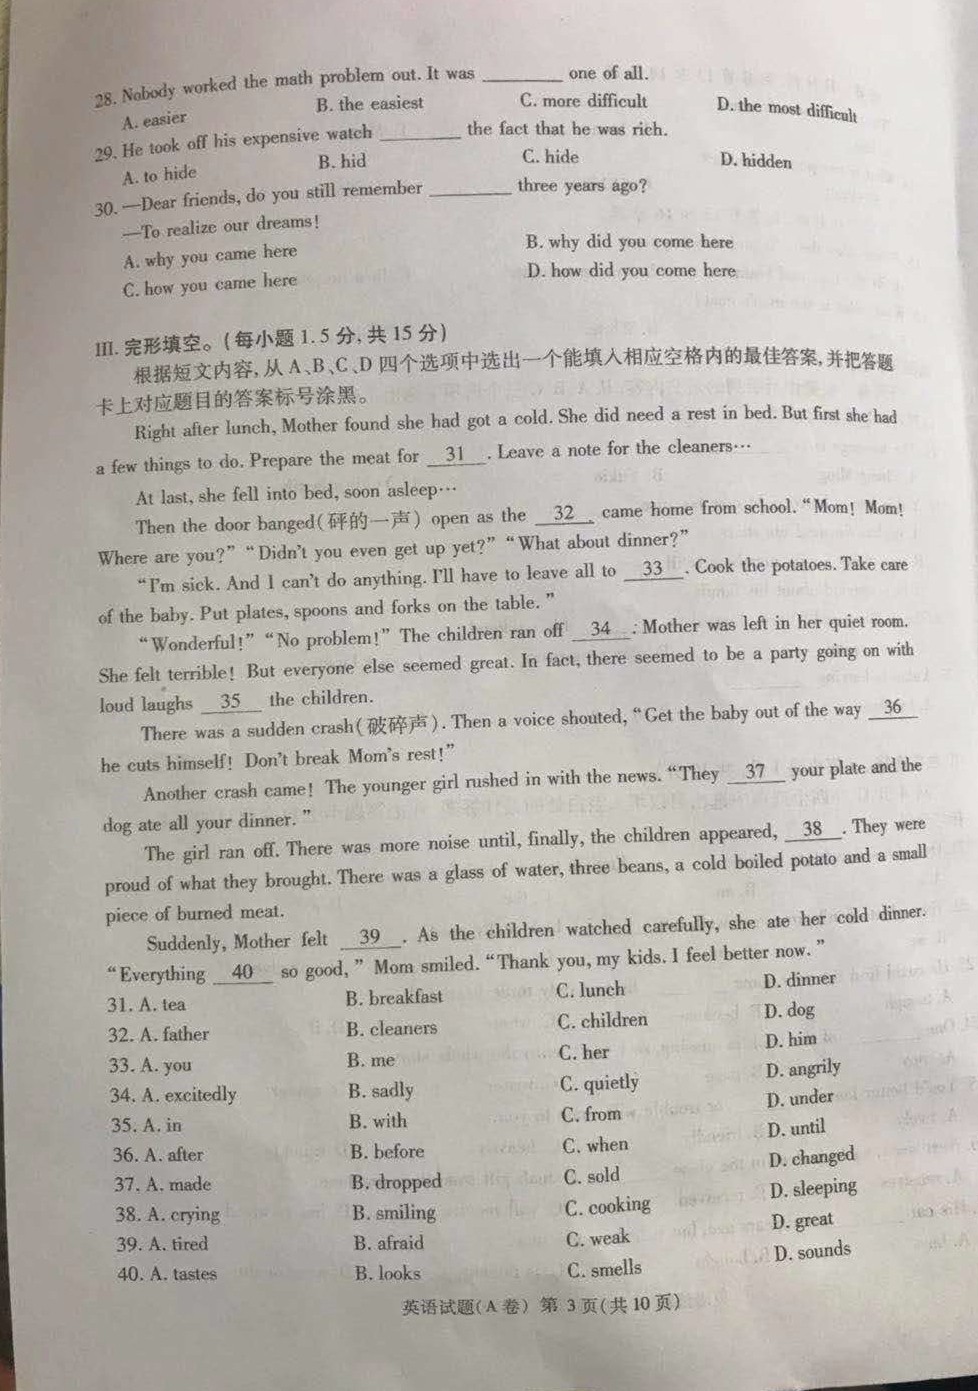 28. Nobody worked the math problem out. It was ________ one of all.
A. easier B. the easiest C. more difficult D. the most difficult
29. He took off his expensive watch ________ the fact that he was rich.
A. to hide B. hid C. hide D. hidden
30. —Dear friends, do you still remember ________ three years ago?
—To realize our dreams!
A. why you came here B. why did you come here
C. how you came here D. how did you come here
III. 完形填空。(每小题 1.5 分, 共 15 分)
根据短文内容, 从 A、B、C、D 四个选项中选出一个能填入相应空格内的最佳答案, 并把答题
卡上对应题目的答案标号涂黑。
Right after lunch, Mother found she had got a cold. She did need a rest in bed. But first she had
a few things to do. Prepare the meat for 31 . Leave a note for the cleaners…
At last, she fell into bed, soon asleep…
Then the door banged(砰的一声) open as the 32 came home from school. “Mom! Mom!
Where are you?” “Didn't you even get up yet?” “What about dinner?”
“I'm sick. And I can't do anything. I'll have to leave all to 33 . Cook the potatoes. Take care
of the baby. Put plates, spoons and forks on the table. ”
“Wonderful!” “No problem!” The children ran off 34 . Mother was left in her quiet room.
She felt terrible! But everyone else seemed great. In fact, there seemed to be a party going on with
loud laughs 35 the children.
There was a sudden crash(破碎声). Then a voice shouted, “Get the baby out of the way 36
he cuts himself! Don't break Mom's rest!”
Another crash came! The younger girl rushed in with the news. “They 37 your plate and the
dog ate all your dinner. ”
The girl ran off. There was more noise until, finally, the children appeared, 38 . They were
proud of what they brought. There was a glass of water, three beans, a cold boiled potato and a small
piece of burned meat.
Suddenly, Mother felt 39 . As the children watched carefully, she ate her cold dinner.
“Everything 40 so good, ” Mom smiled. “Thank you, my kids. I feel better now. ”
31. A. tea B. breakfast C. lunch D. dinner
32. A. father B. cleaners C. children D. dog
33. A. you B. me C. her D. him
34. A. excitedly B. sadly C. quietly D. angrily
35. A. in B. with C. from D. under
36. A. after B. before C. when D. until
37. A. made B. dropped C. sold D. changed
38. A. crying B. smiling C. cooking D. sleeping
39. A. tired B. afraid C. weak D. great
40. A. tastes B. looks C. smells D. sounds
英语试题(A 卷) 第 3 页(共 10 页)